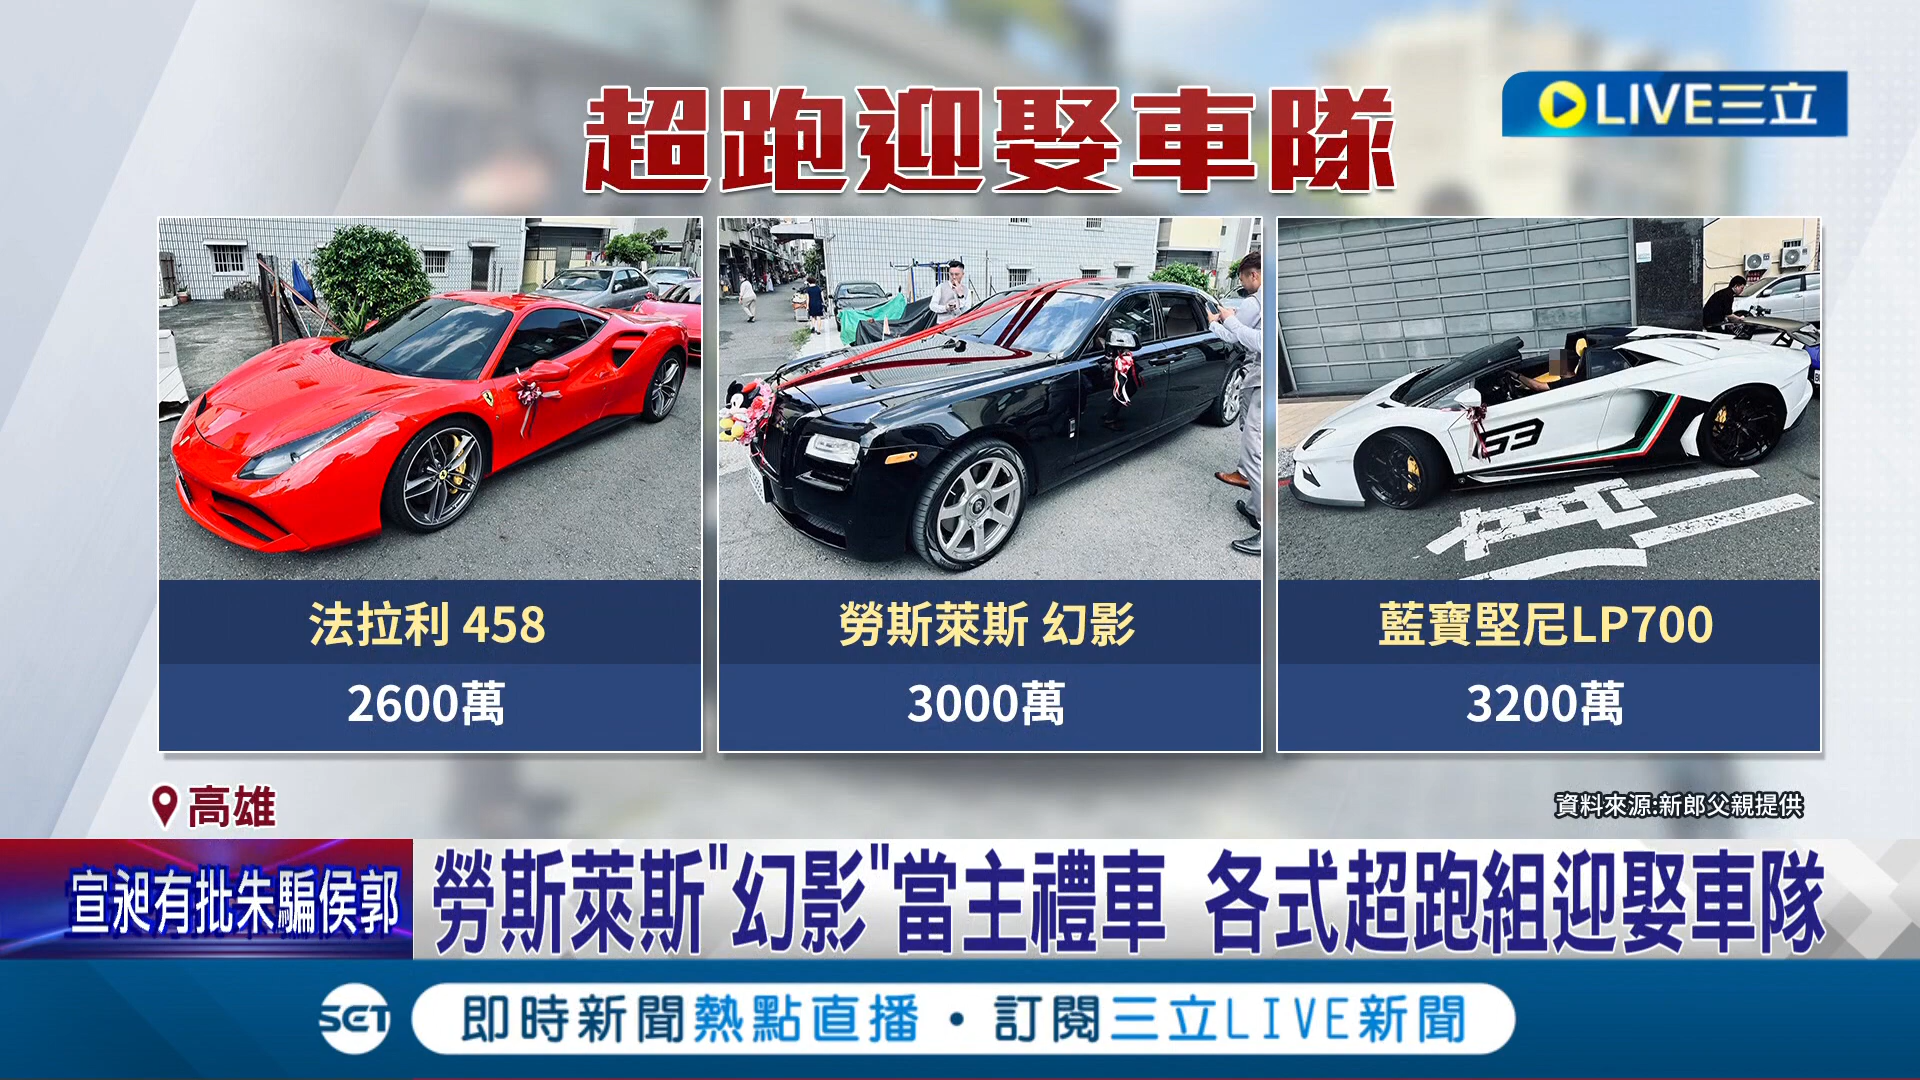 超跑迎娶車隊
LIVE三立
63
法拉利 458
2600萬
勞斯萊斯 幻影
3000萬
藍寶堅尼LP700
3200萬
高雄
資料來源:新郎父親提供
宣昶有批朱騙侯郭
勞斯萊斯"幻影"當主禮車 各式超跑組迎娶車隊
SET
即時新聞熱點直播・訂閱三立LIVE新聞